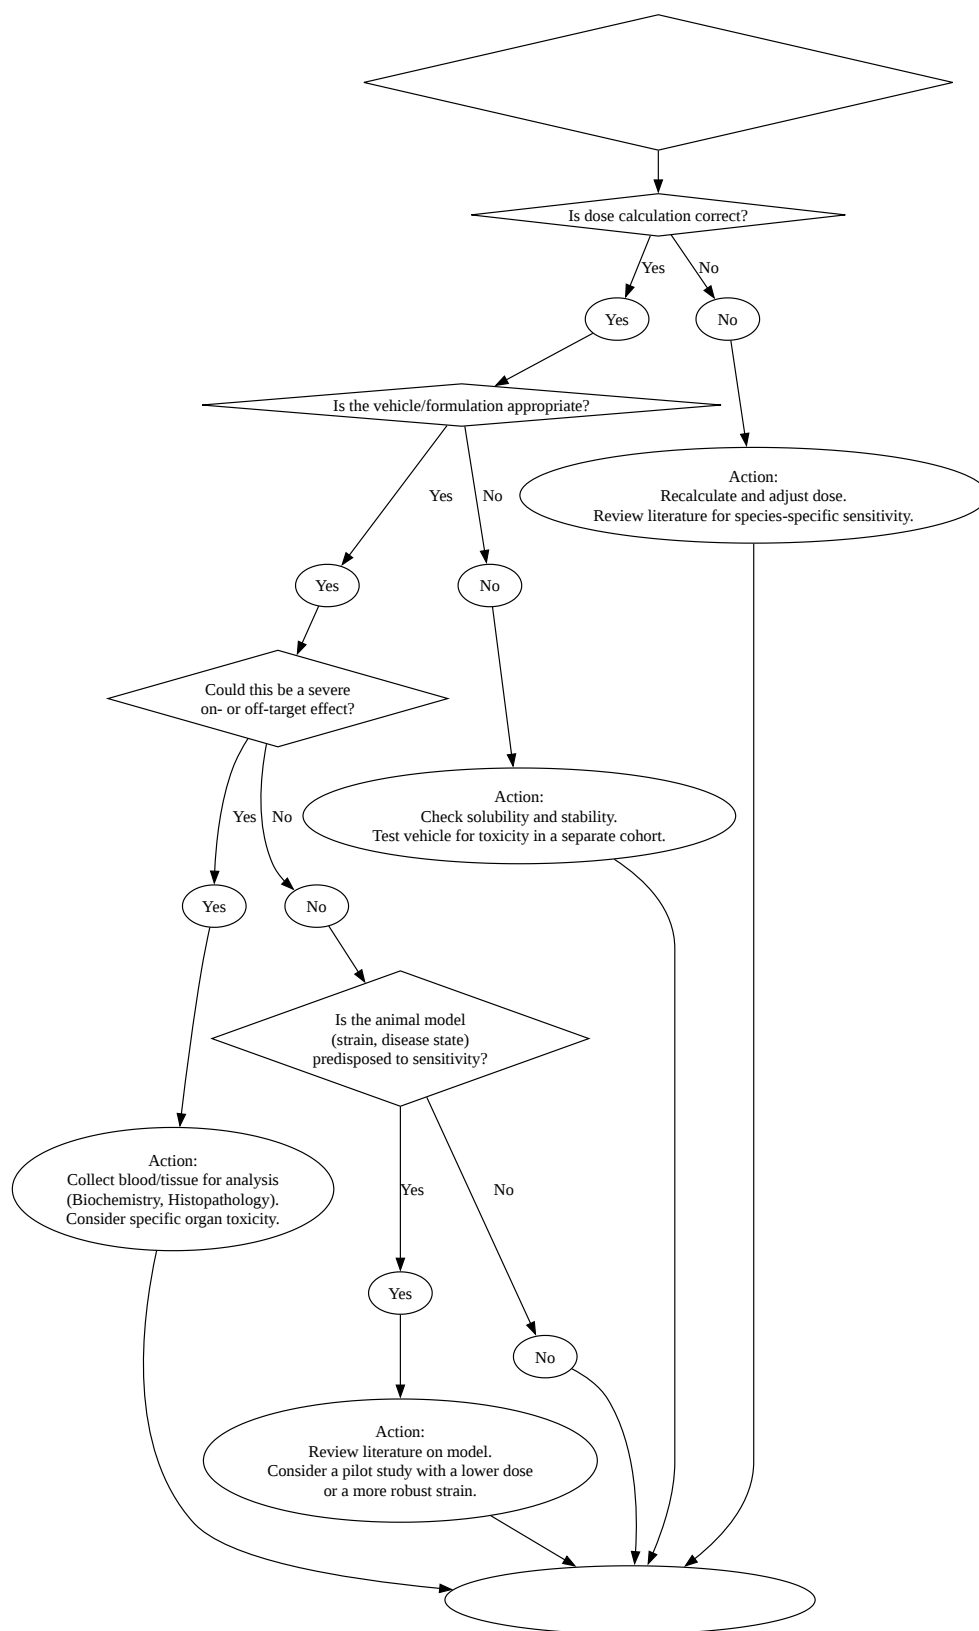 Is dose calculation correct?
Yes
No
Yes
No
Is the vehicle/formulation appropriate?
Action:
Recalculate and adjust dose.
Review literature for species-specific sensitivity.
Yes
No
Yes
No
Could this be a severe
on- or off-target effect?
Action:
Check solubility and stability.
Test vehicle for toxicity in a separate cohort.
Yes
No
Yes
No
Is the animal model
(strain, disease state)
predisposed to sensitivity?
Action:
Collect blood/tissue for analysis
(Biochemistry, Histopathology).
Consider specific organ toxicity.
Yes
No
Yes
No
Action:
Review literature on model.
Consider a pilot study with a lower dose
or a more robust strain.